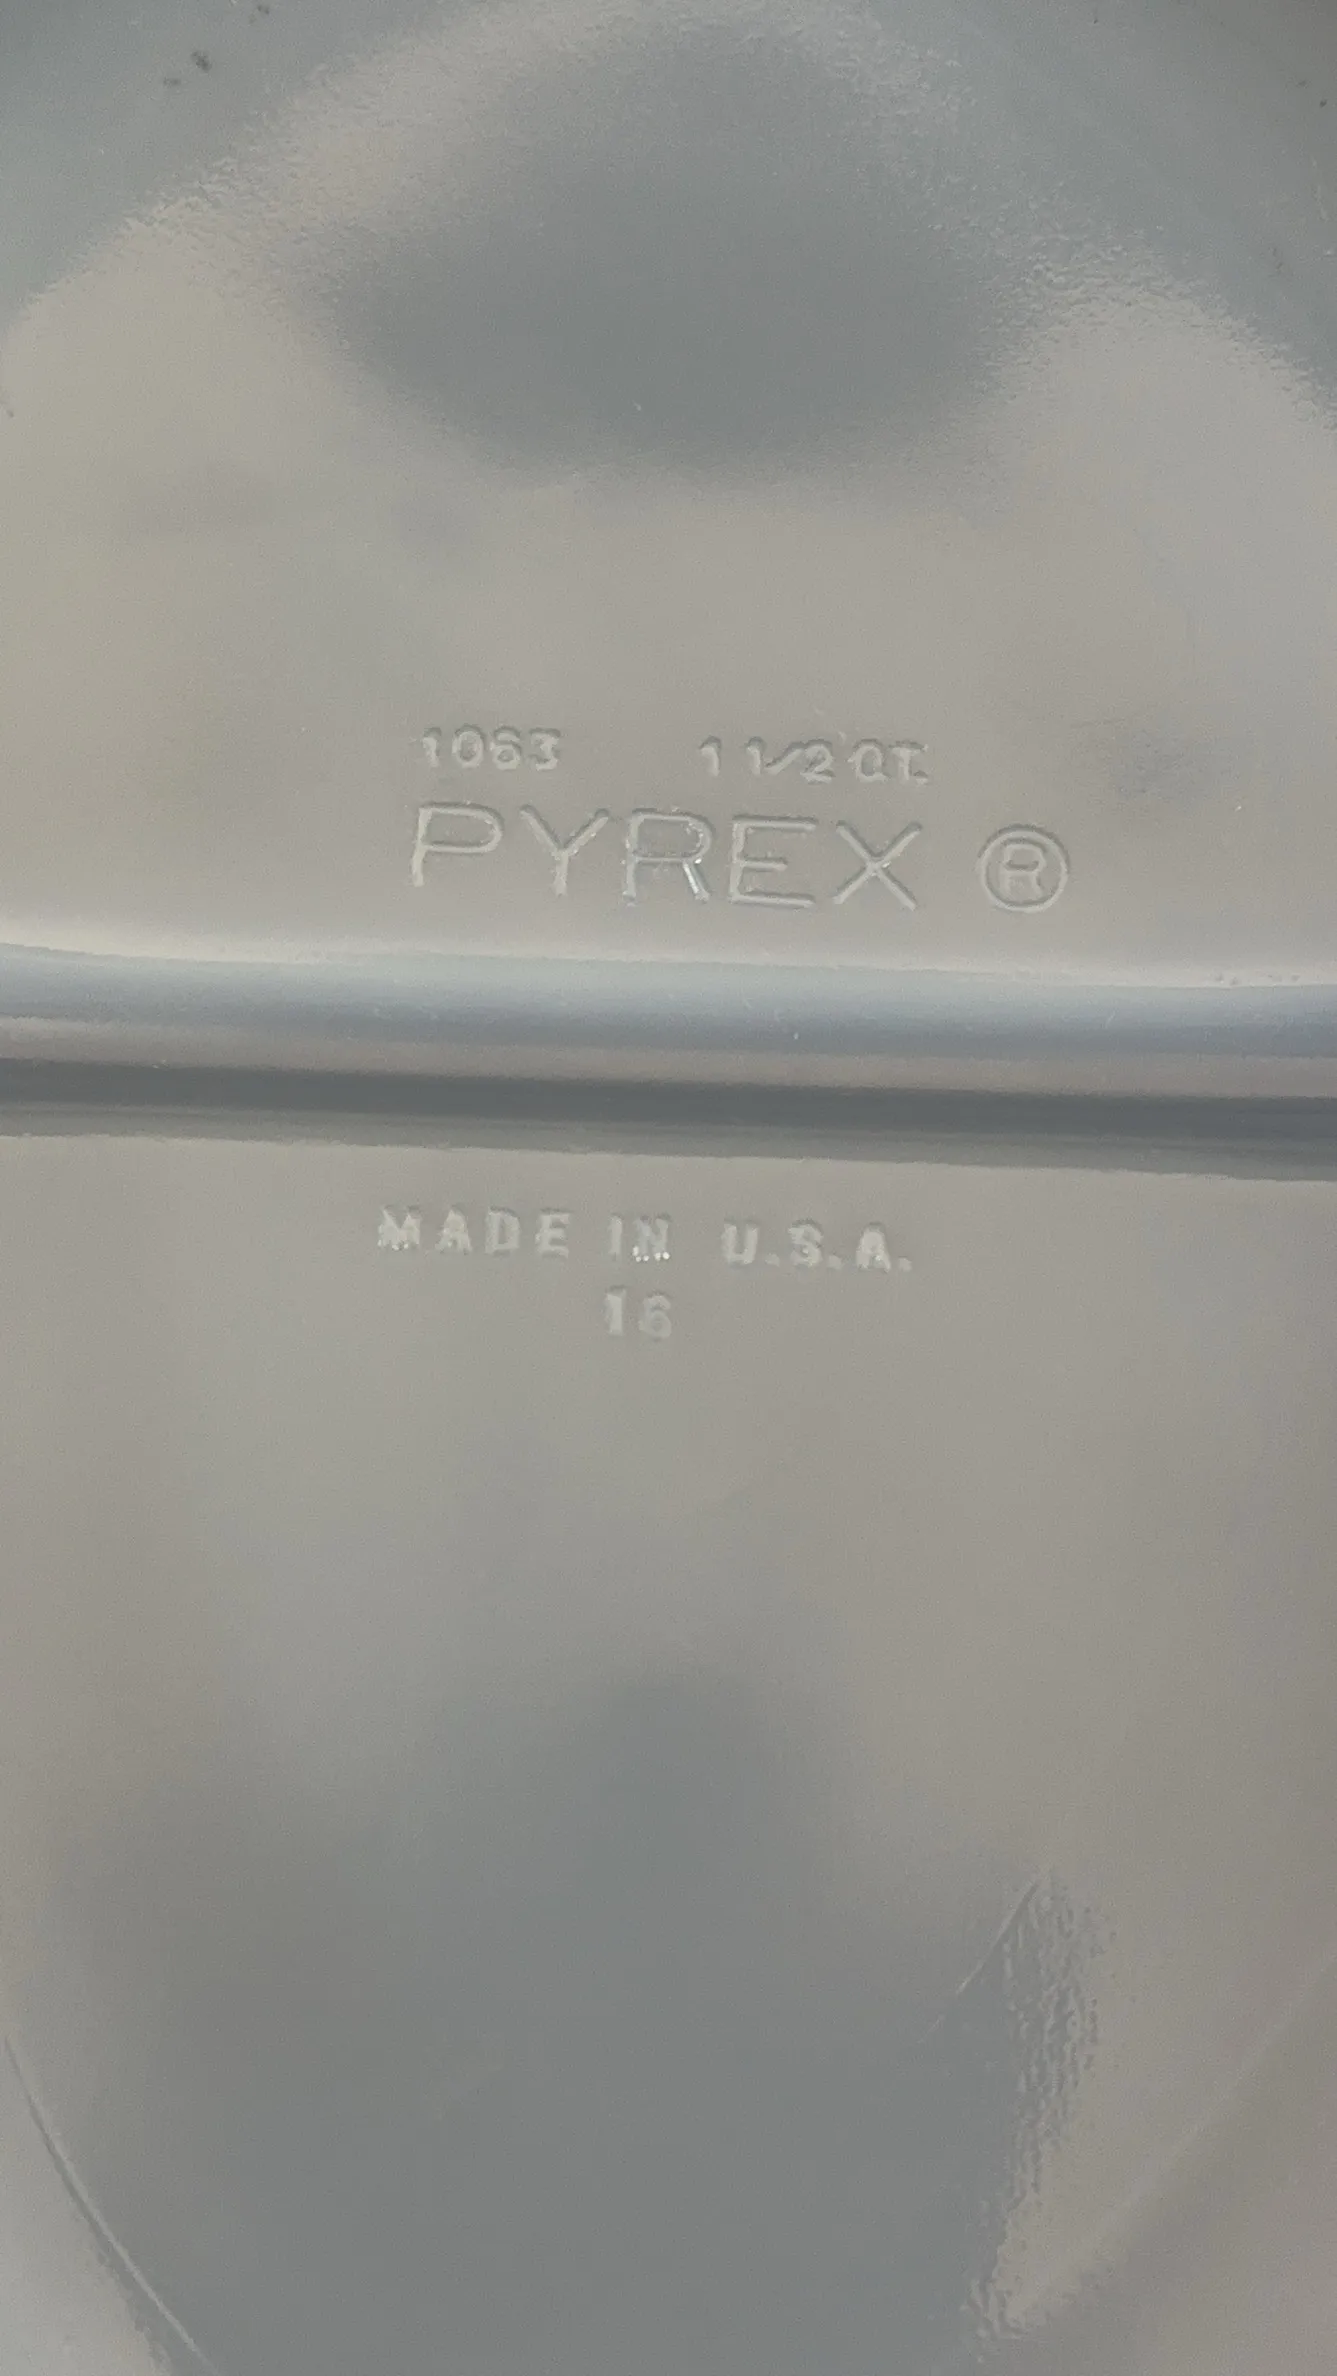 1063 1 1/2 QT.
PYREX ®
MADE IN U.S.A.
16